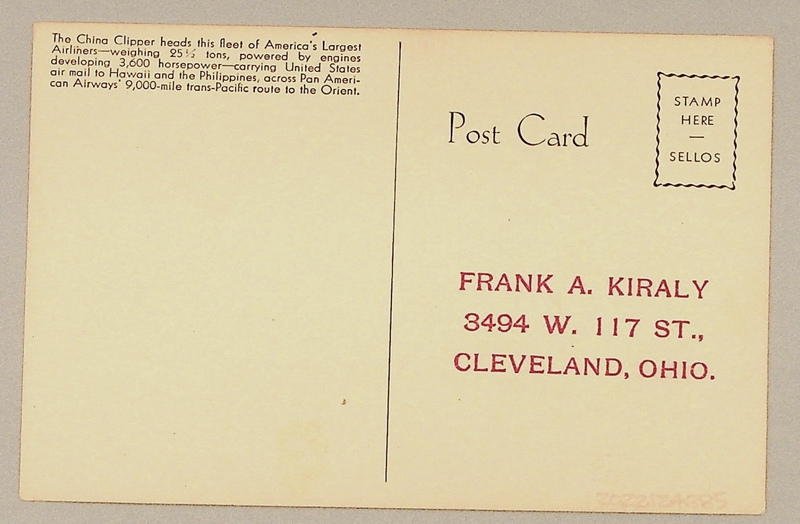 The China Clipper heads this fleet of America's Largest
Airliners—weighing 25½ tons, powered by engines
developing 3,600 horsepower—carrying United States
air mail to Hawaii and the Philippines, across Pan Ameri-
can Airways' 9,000-mile trans-Pacific route to the Orient.
Post Card
STAMP
HERE
—
SELLOS
FRANK A. KIRALY
3494 W. 117 ST.,
CLEVELAND, OHIO.